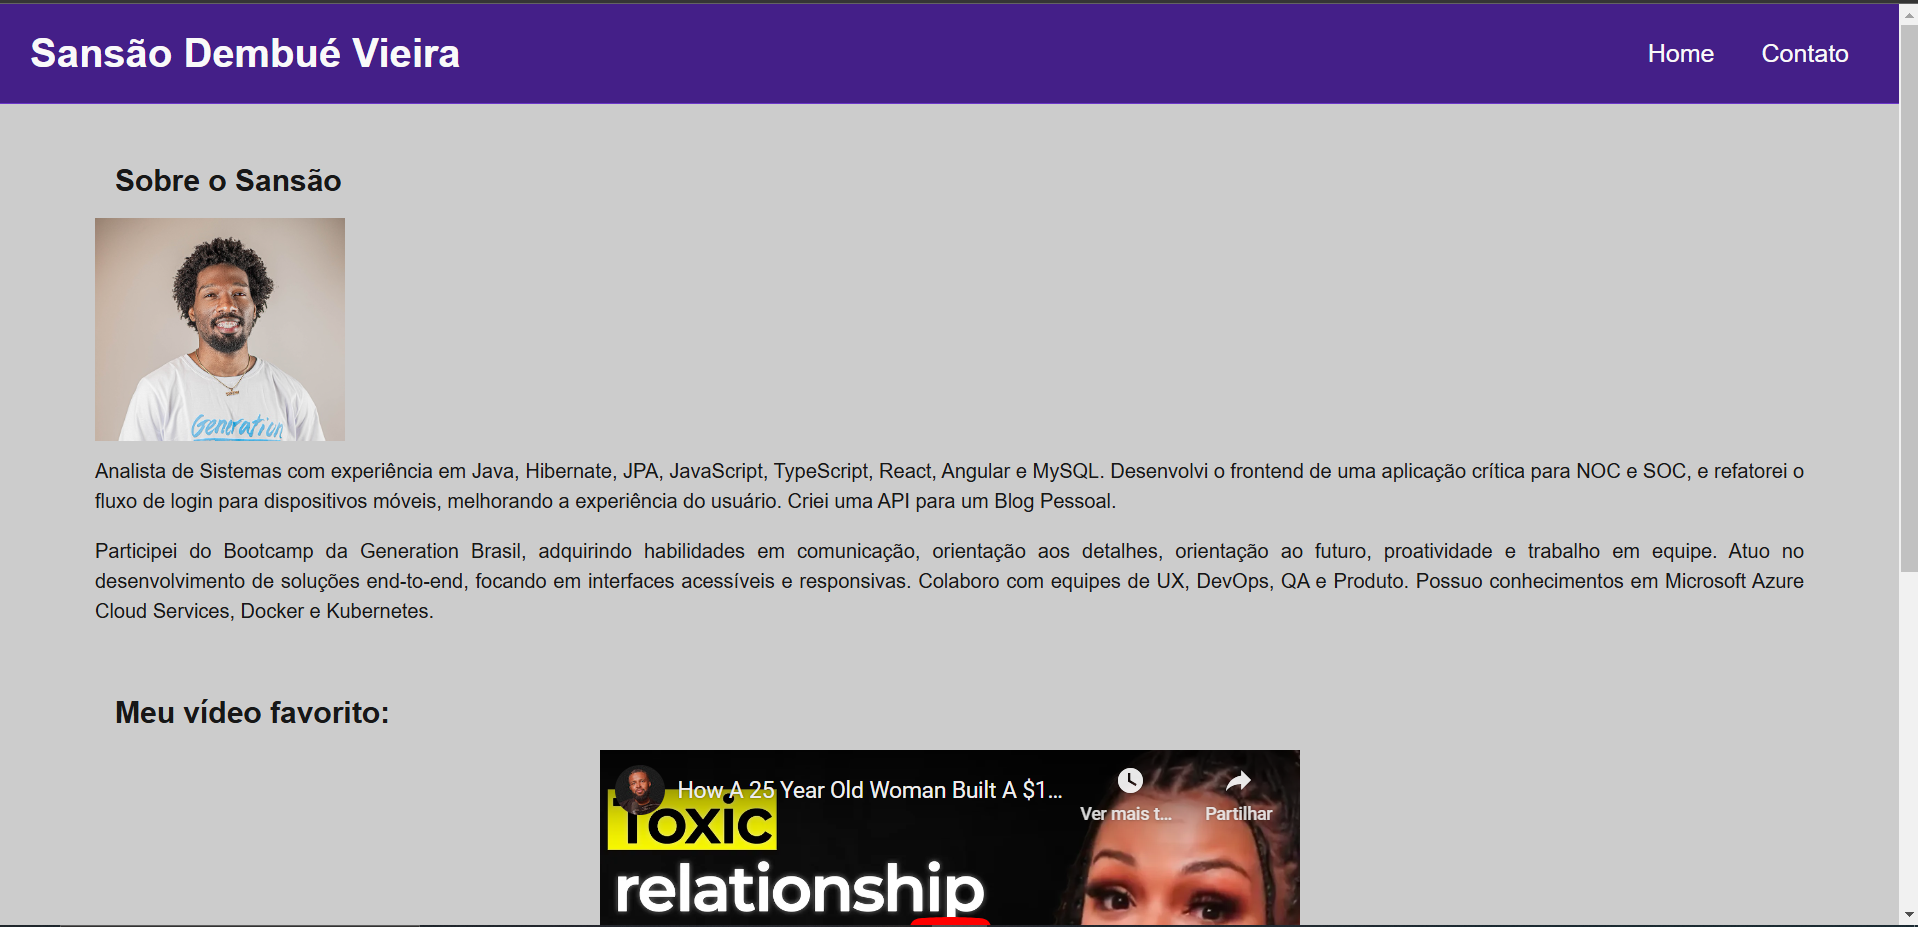 Sansão Dembué Vieira
Home
Contato
Sobre o Sansão
Generation
Analista de Sistemas com experiência em Java, Hibernate, JPA, JavaScript, TypeScript, React, Angular e MySQL. Desenvolvi o frontend de uma aplicação crítica para NOC e SOC, e refatorei o
fluxo de login para dispositivos móveis, melhorando a experiência do usuário. Criei uma API para um Blog Pessoal.
Participei do Bootcamp da Generation Brasil, adquirindo habilidades em comunicação, orientação aos detalhes, orientação ao futuro, proatividade e trabalho em equipe. Atuo no
desenvolvimento de soluções end-to-end, focando em interfaces acessíveis e responsivas. Colaboro com equipes de UX, DevOps, QA e Produto. Possuo conhecimentos em Microsoft Azure
Cloud Services, Docker e Kubernetes.
Meu vídeo favorito:
How A 25 Year Old Woman Built A $1...
Ver mais t...
Partilhar
Toxic
relationship